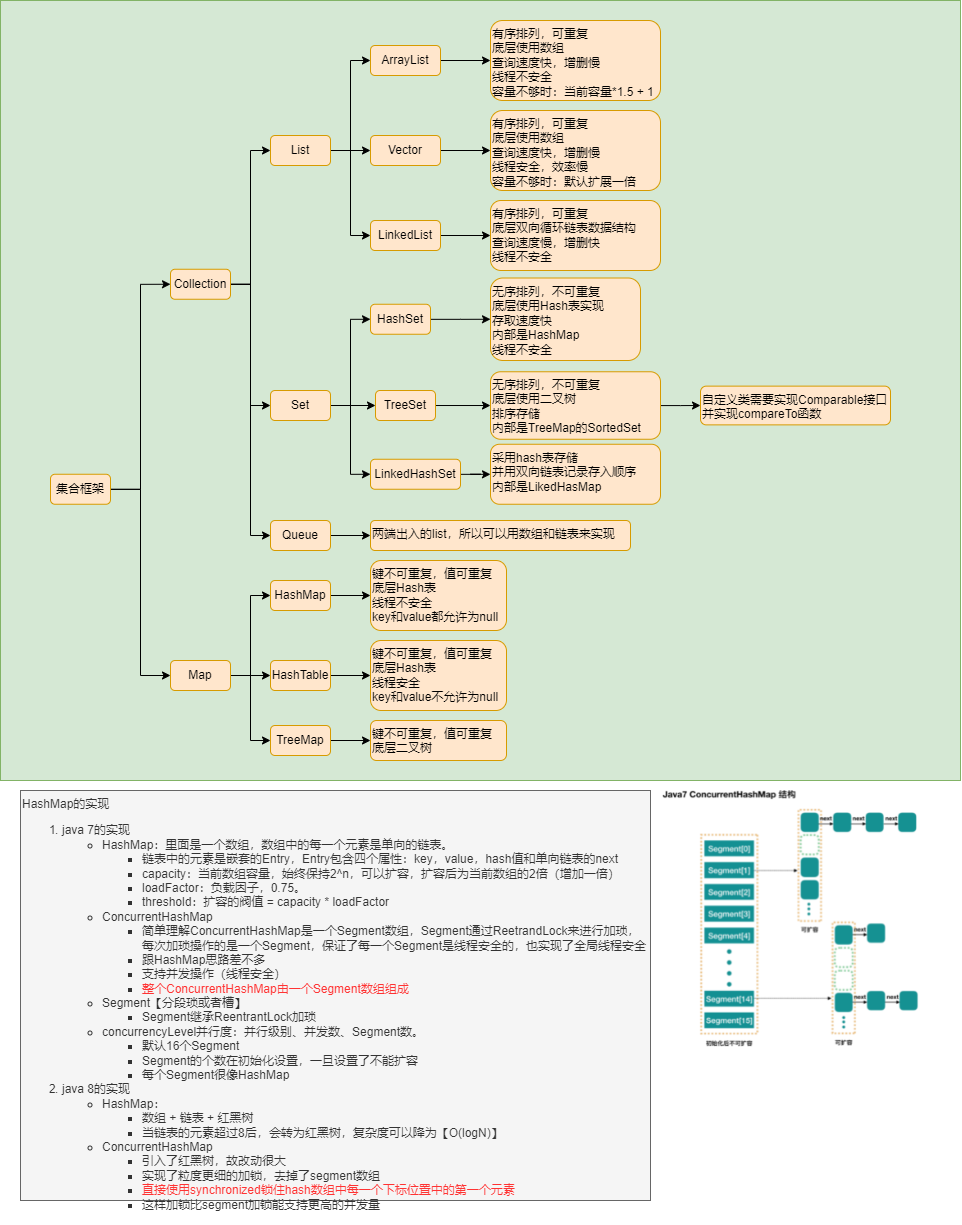 集合框架
Collection
List
ArrayList
有序排列，可重复
底层使用数组
查询速度快，增删慢
线程不安全
容量不够时：当前容量*1.5 + 1
Vector
有序排列，可重复
底层使用数组
查询速度快，增删慢
线程安全，效率慢
容量不够时：默认扩展一倍
LinkedList
有序排列，可重复
底层双向循环链表数据结构
查询速度慢，增删快
线程不安全
Set
HashSet
无序排列，不可重复
底层使用Hash表实现
存取速度快
内部是HashMap
线程不安全
TreeSet
无序排列，不可重复
底层使用二叉树
排序存储
内部是TreeMap的SortedSet
自定义类需要实现Comparable接口
并实现compareTo函数
LinkedHashSet
采用hash表存储
并用双向链表记录存入顺序
内部是LikedHasMap
Queue
两端出入的list，所以可以用数组和链表来实现
Map
HashMap
键不可重复，值可重复
底层Hash表
线程不安全
key和value都允许为null
HashTable
键不可重复，值可重复
底层Hash表
线程安全
key和value不允许为null
TreeMap
键不可重复，值可重复
底层二叉树
HashMap的实现
1. java 7的实现
HashMap：里面是一个数组，数组中的每一个元素是单向的链表。
链表中的元素是嵌套的Entry，Entry包含四个属性：key，value，hash值和单向链表的next
capacity：当前数组容量，始终保持2^n，可以扩容，扩容后为当前数组的2倍（增加一倍）
loadFactor：负载因子，0.75。
threshold：扩容的阀值 = capacity * loadFactor
ConcurrentHashMap
简单理解ConcurrentHashMap是一个Segment数组，Segment通过ReetrandLock来进行加琐，
每次加琐操作的是一个Segment，保证了每一个Segment是线程安全的，也实现了全局线程安全
跟HashMap思路差不多
支持并发操作（线程安全）
整个ConcurrentHashMap由一个Segment数组组成
Segment【分段琐或者槽】
Segment继承ReentrantLock加琐
concurrencyLevel并行度：并行级别、并发数、Segment数。
默认16个Segment
Segment的个数在初始化设置，一旦设置了不能扩容
每个Segment很像HashMap
2. java 8的实现
HashMap：
数组 + 链表 + 红黑树
当链表的元素超过8后，会转为红黑树，复杂度可以降为【O(logN)】
ConcurrentHashMap
引入了红黑树，故改动很大
实现了粒度更细的加锁，去掉了segment数组
直接使用synchronized锁住hash数组中每一个下标位置中的第一个元素
这样加锁比segment加锁能支持更高的并发量
Java7 ConcurrentHashMap 结构
Segment[0]
Segment[1]
Segment[2]
Segment[3]
Segment[4]
Segment[14]
Segment[15]
初始化后不可扩容
next
next
next
可扩容
next
next
next
可扩容